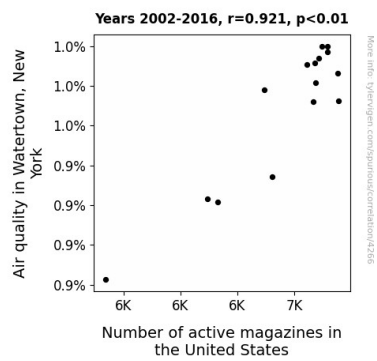 Years 2002-2016, r=0.921, p<0.01
1.0%
1.0%
1.0%
0.9%
0.9%
0.9%
0.9%
Air quality in Watertown, New
York
6K
6K
6K
7K
Number of active magazines in
the United States
More info: tylervigen.com/spurious/correlation/4266